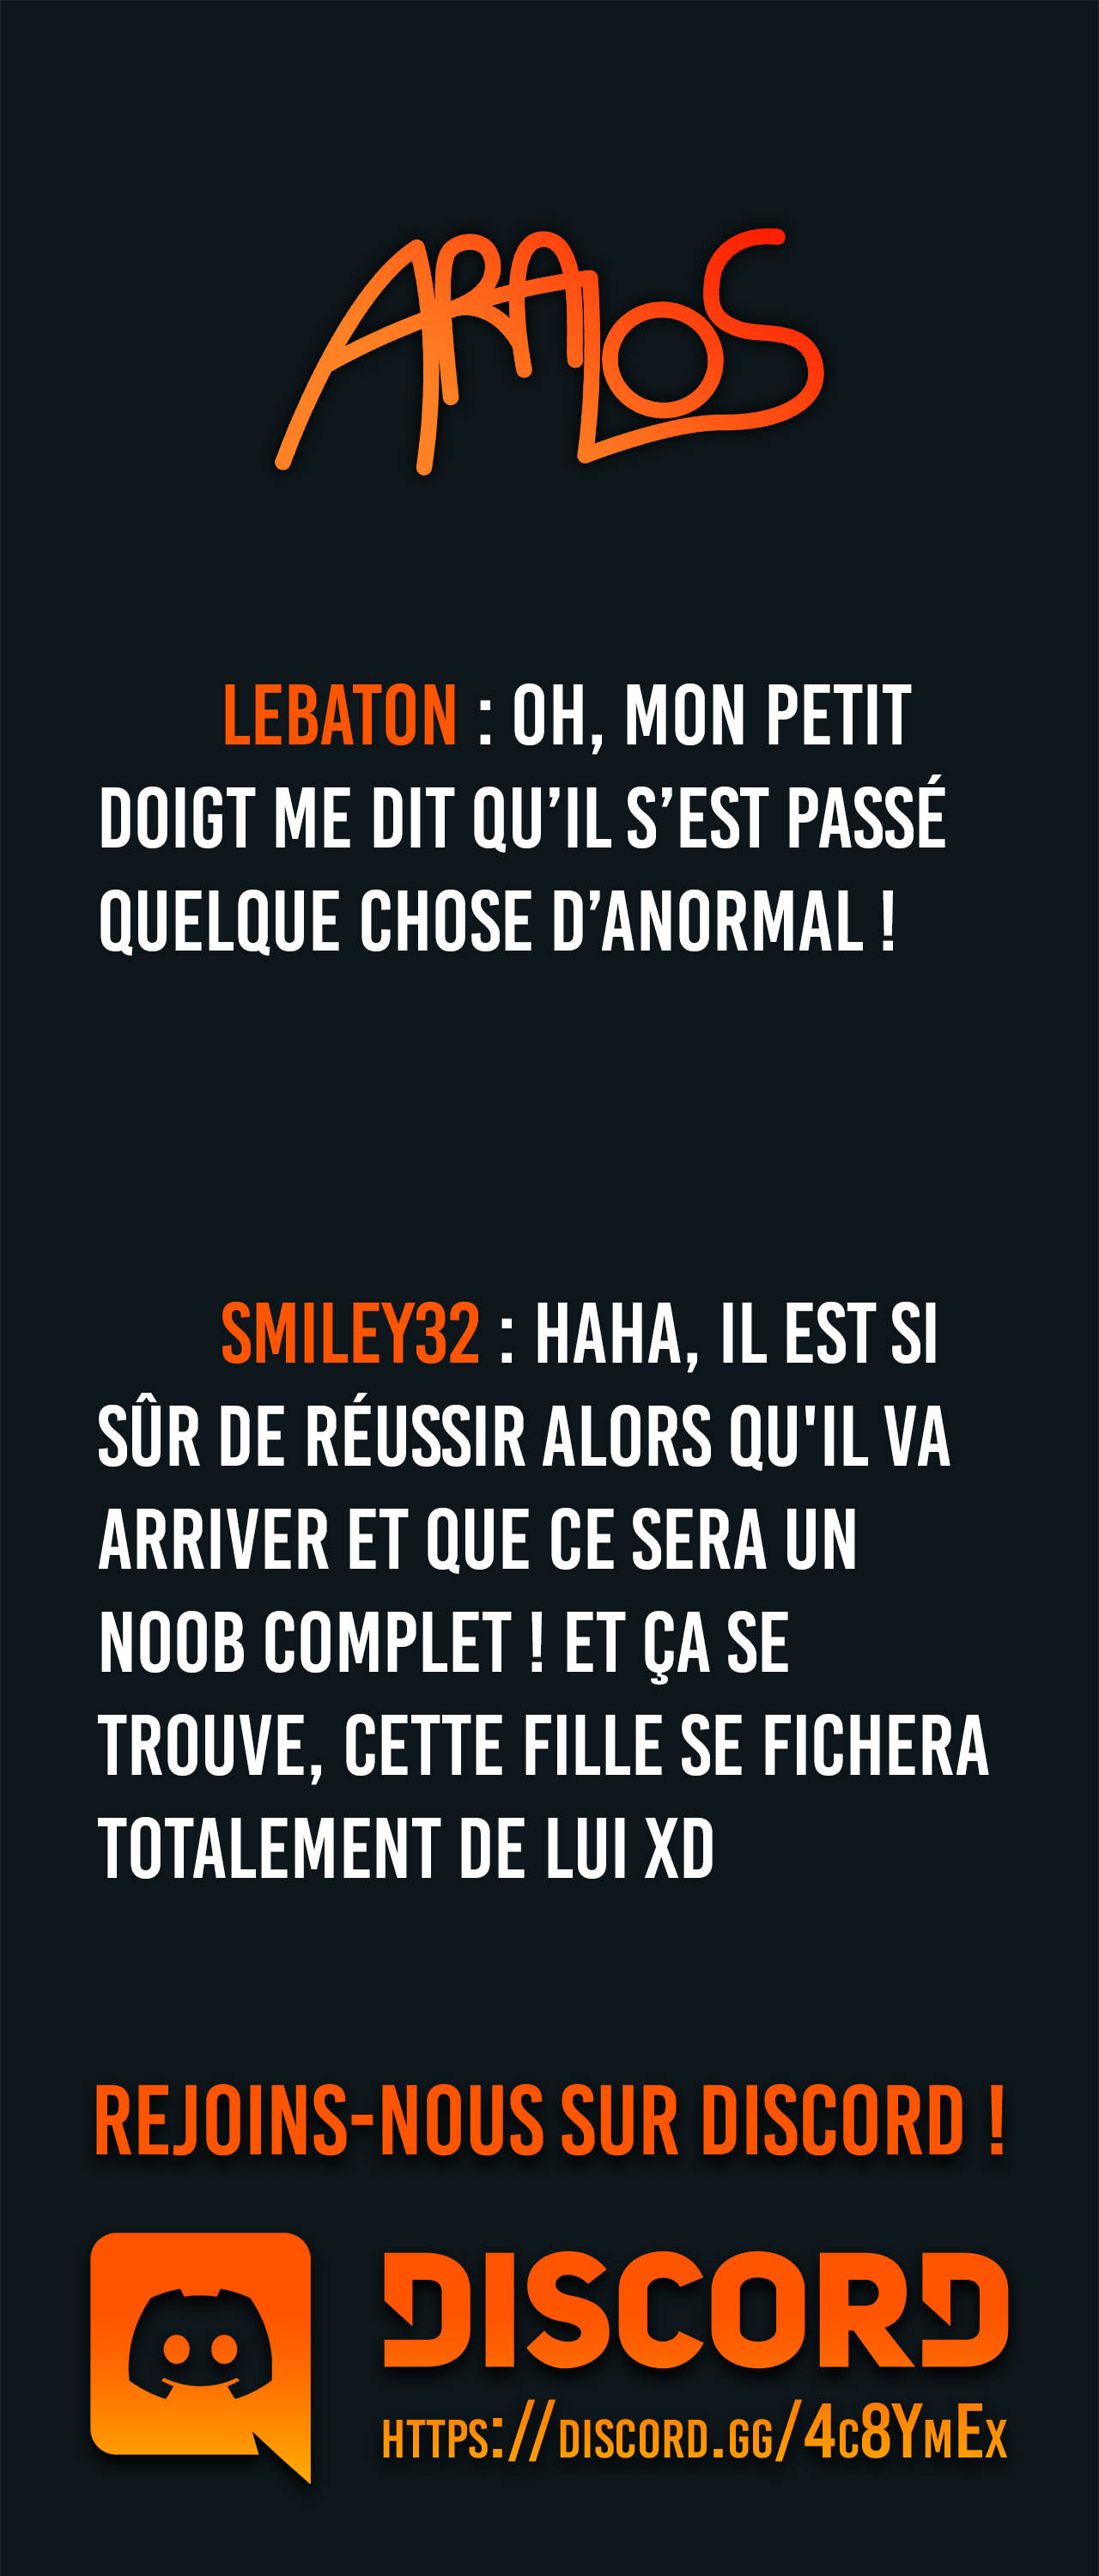 ARALOS
LEBATON : OH, MON PETIT
DOIGT ME DIT QU’IL S’EST PASSÉ
QUELQUE CHOSE D’ANORMAL !
SMILEY32 : HAHA, IL EST SI
SÛR DE RÉUSSIR ALORS QU'IL VA
ARRIVER ET QUE CE SERA UN
NOOB COMPLET ! ET ÇA SE
TROUVE, CETTE FILLE SE FICHERA
TOTALEMENT DE LUI XD
REJOINS-NOUS SUR DISCORD !
DISCORD
https://discord.gg/4c8YmEx